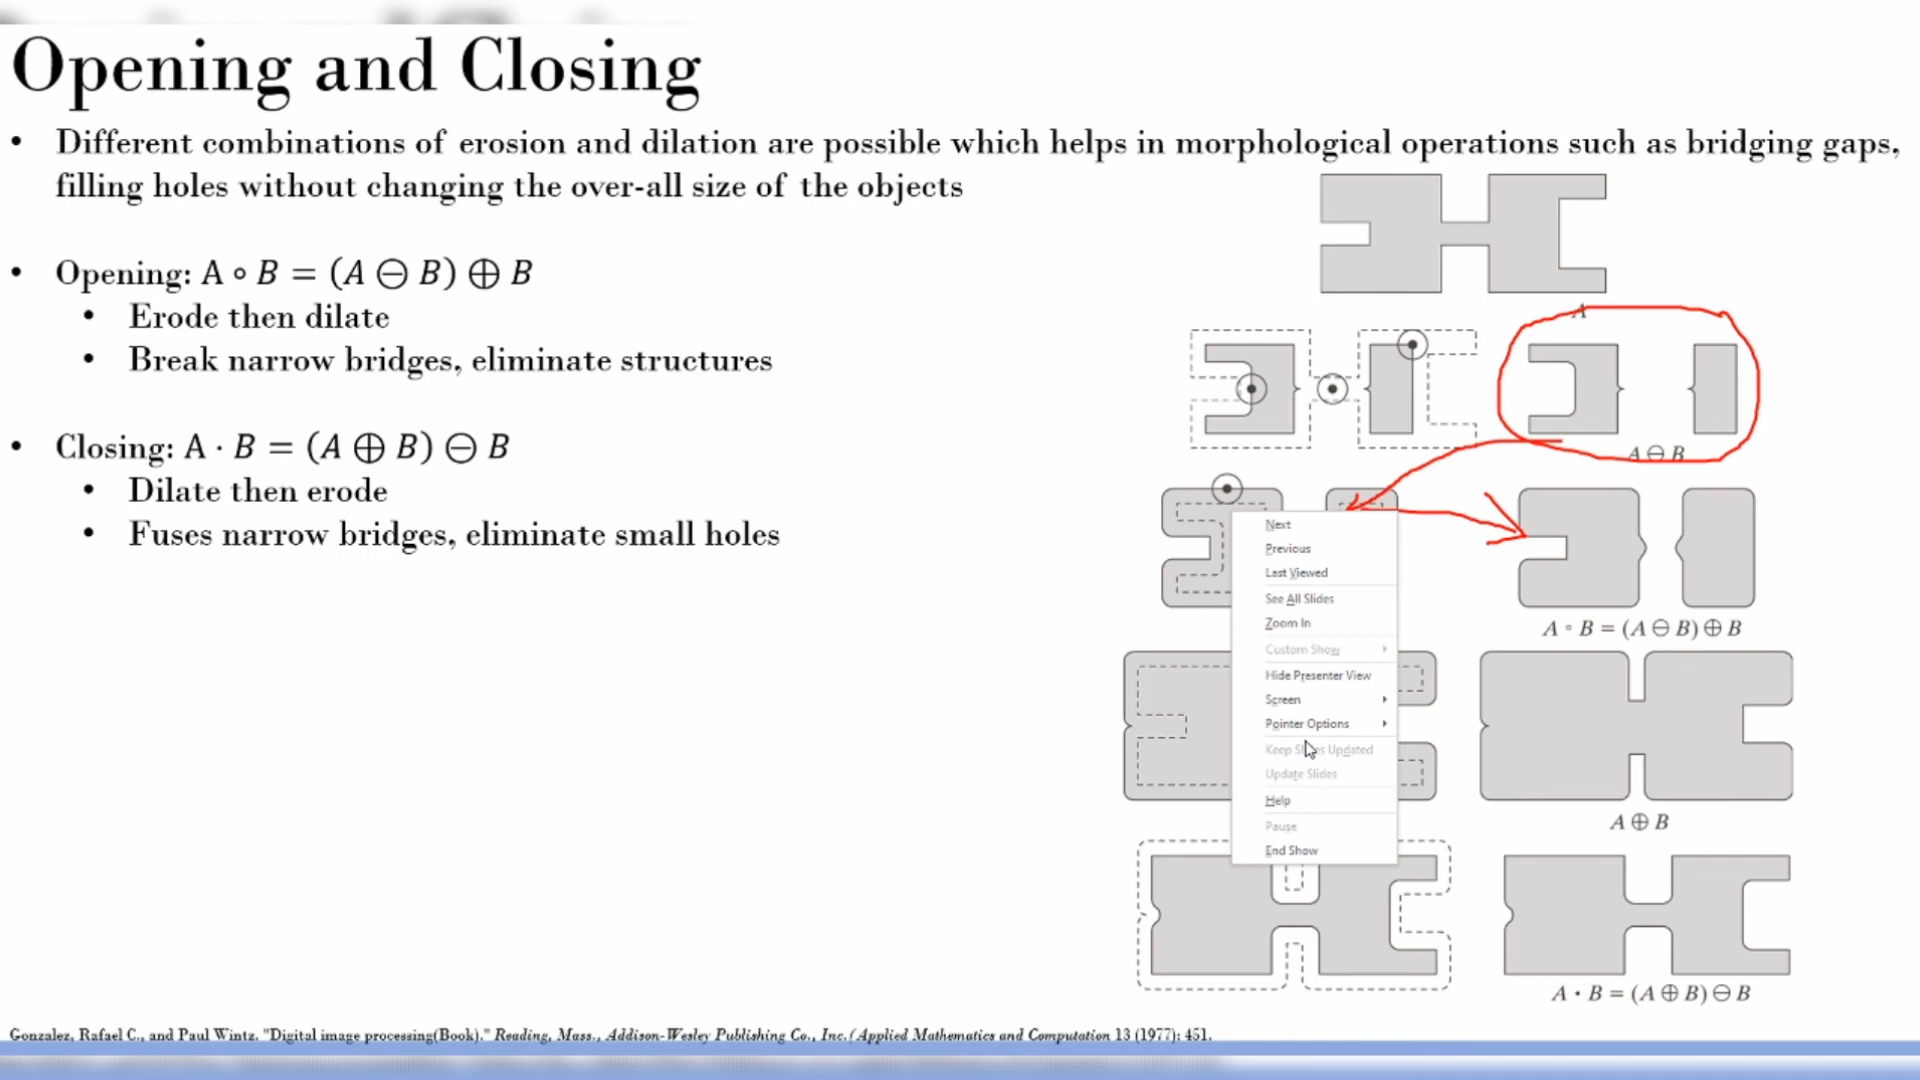 Opening and Closing
• Different combinations of erosion and dilation are possible which helps in morphological operations such as bridging gaps,
filling holes without changing the over-all size of the objects
• Opening: A ∘ B = (A ⊖ B) ⊕ B
• Erode then dilate
• Break narrow bridges, eliminate structures
• Closing: A · B = (A ⊕ B) ⊖ B
• Dilate then erode
• Fuses narrow bridges, eliminate small holes
A
A ⊖ B
A ∘ B = (A ⊖ B) ⊕ B
A ⊕ B
A • B = (A ⊕ B) ⊖ B
Next
Previous
Last Viewed
See All Slides
Zoom In
Custom Show
Hide Presenter View
Screen
Pointer Options
Keep Slides Updated
Update Slides
Help
Pause
End Show
Gonzalez, Rafael C., and Paul Wintz. "Digital image processing(Book)." Reading, Mass., Addison-Wesley Publishing Co., Inc.(Applied Mathematics and Computation 13 (1977): 451.